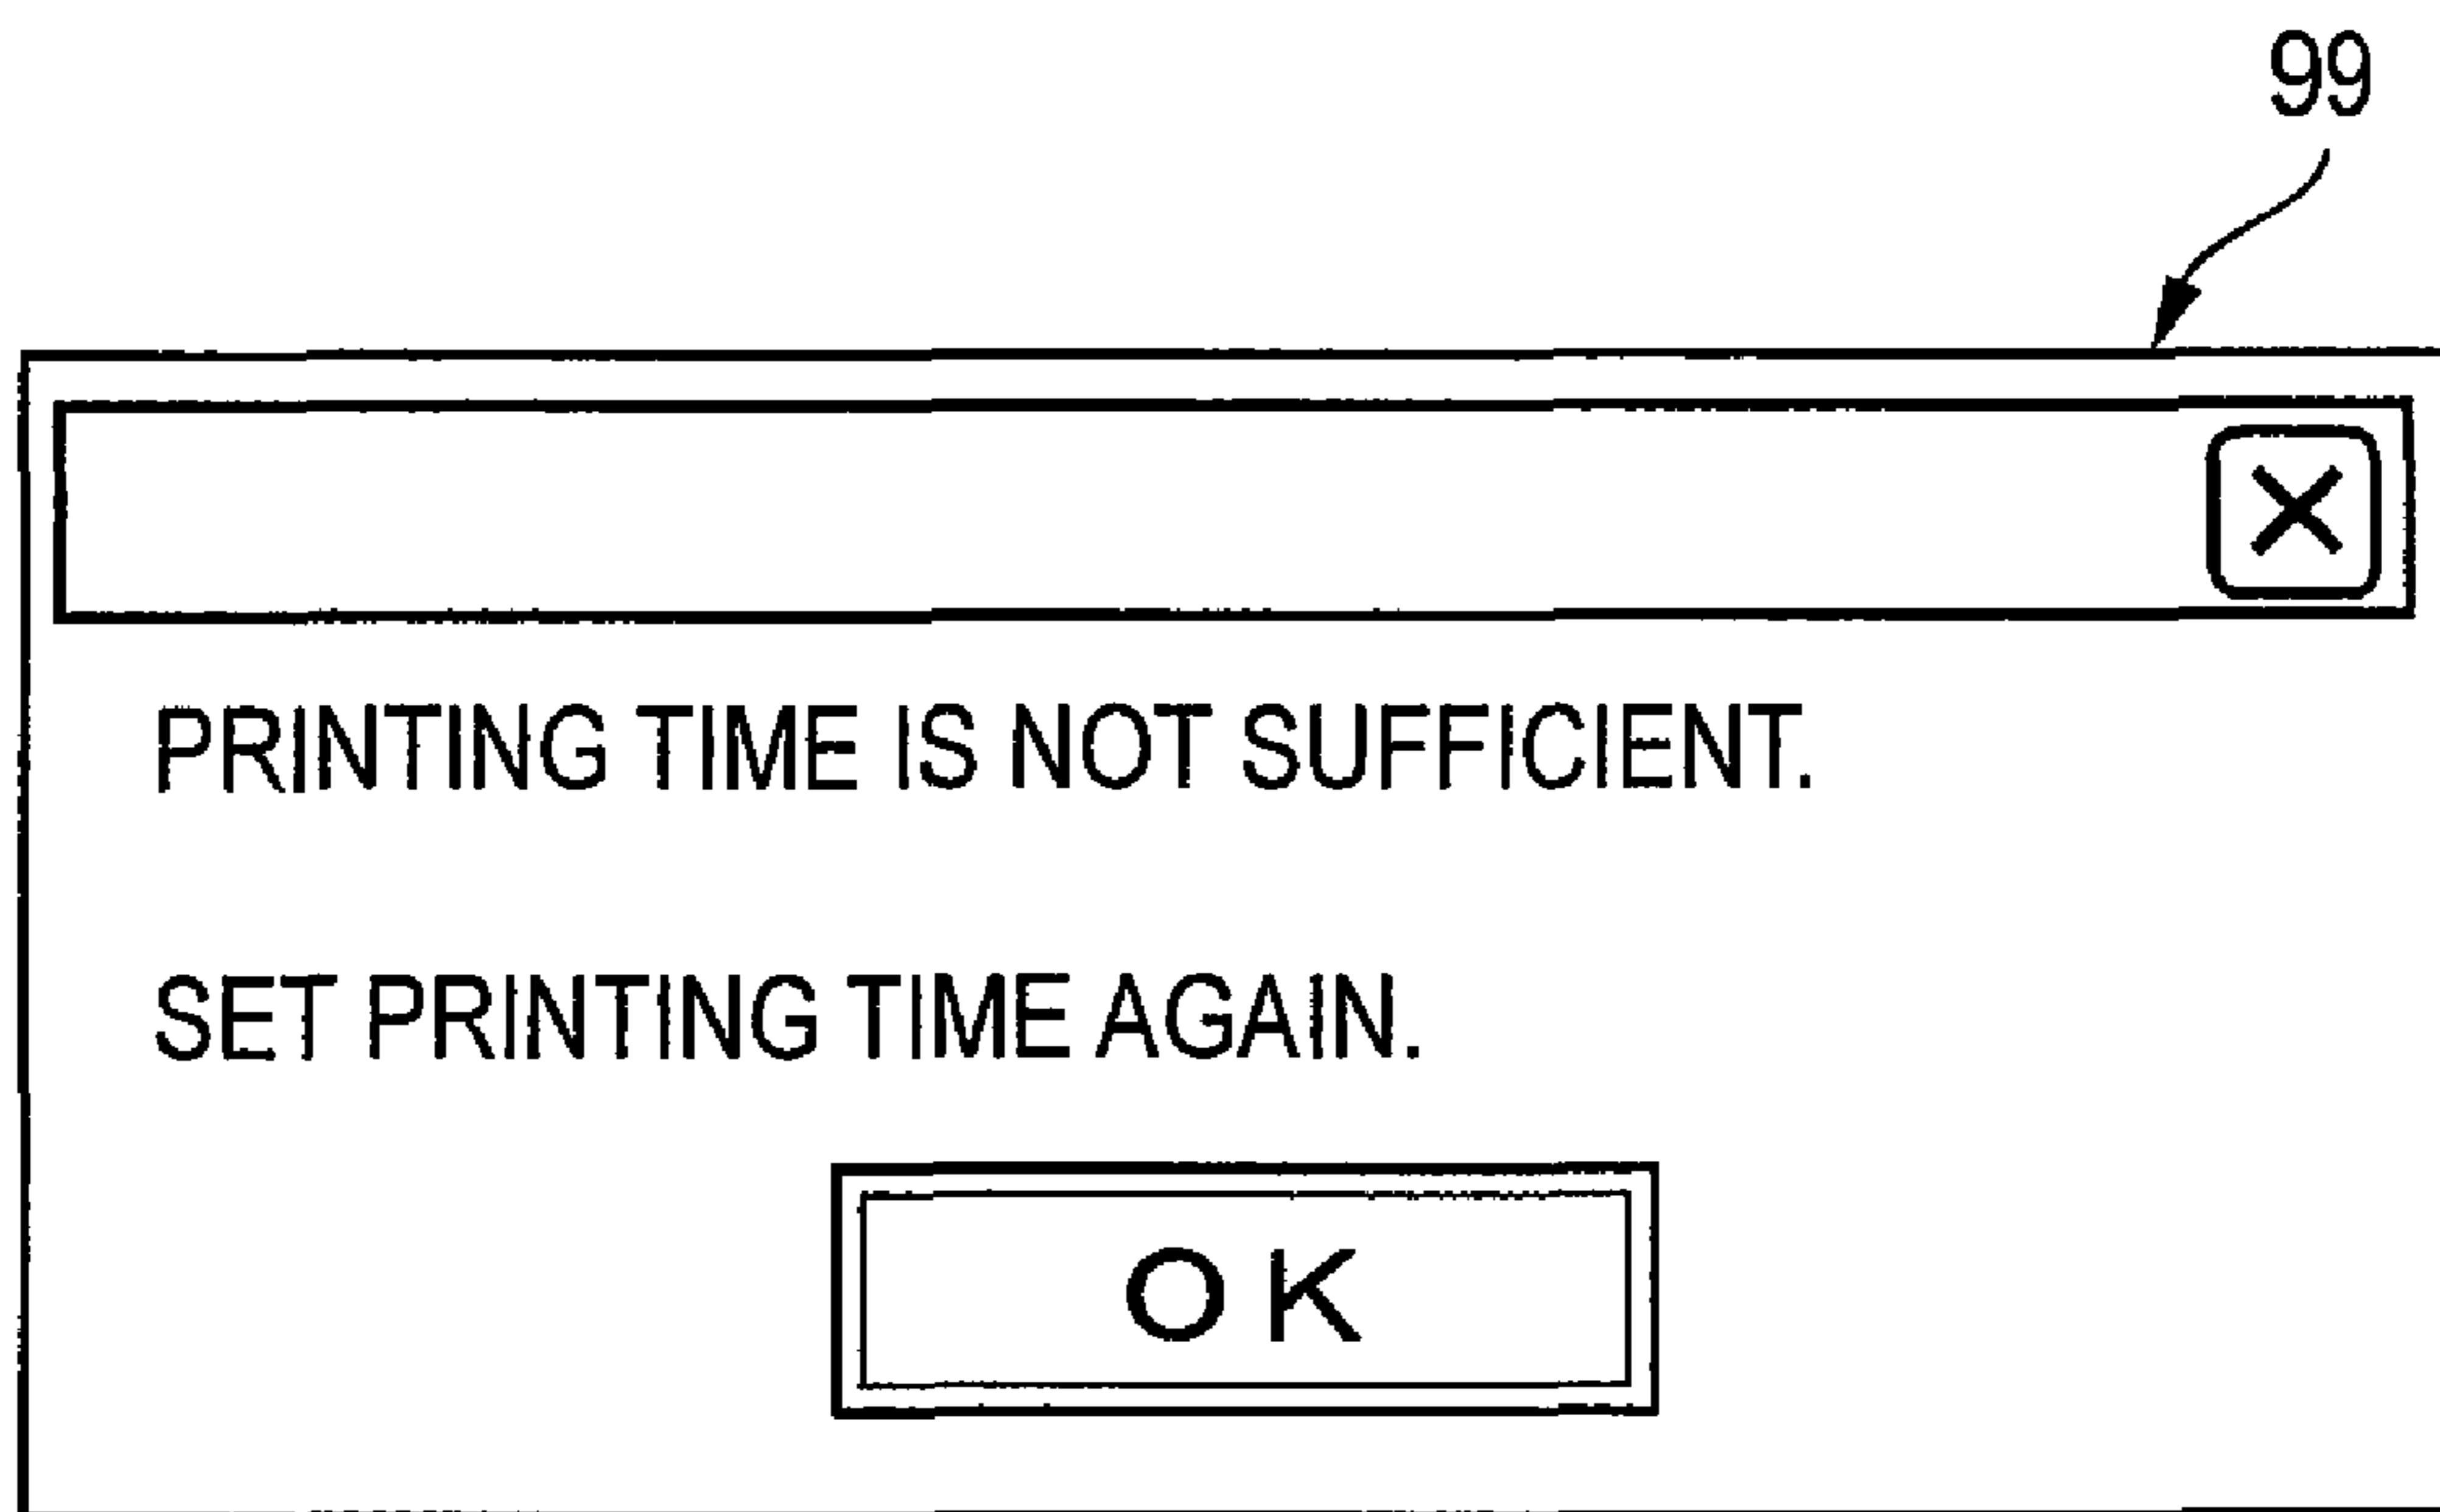 99
PRINTING TIME IS NOT SUFFICIENT.
SET PRINTING TIME AGAIN.
OK